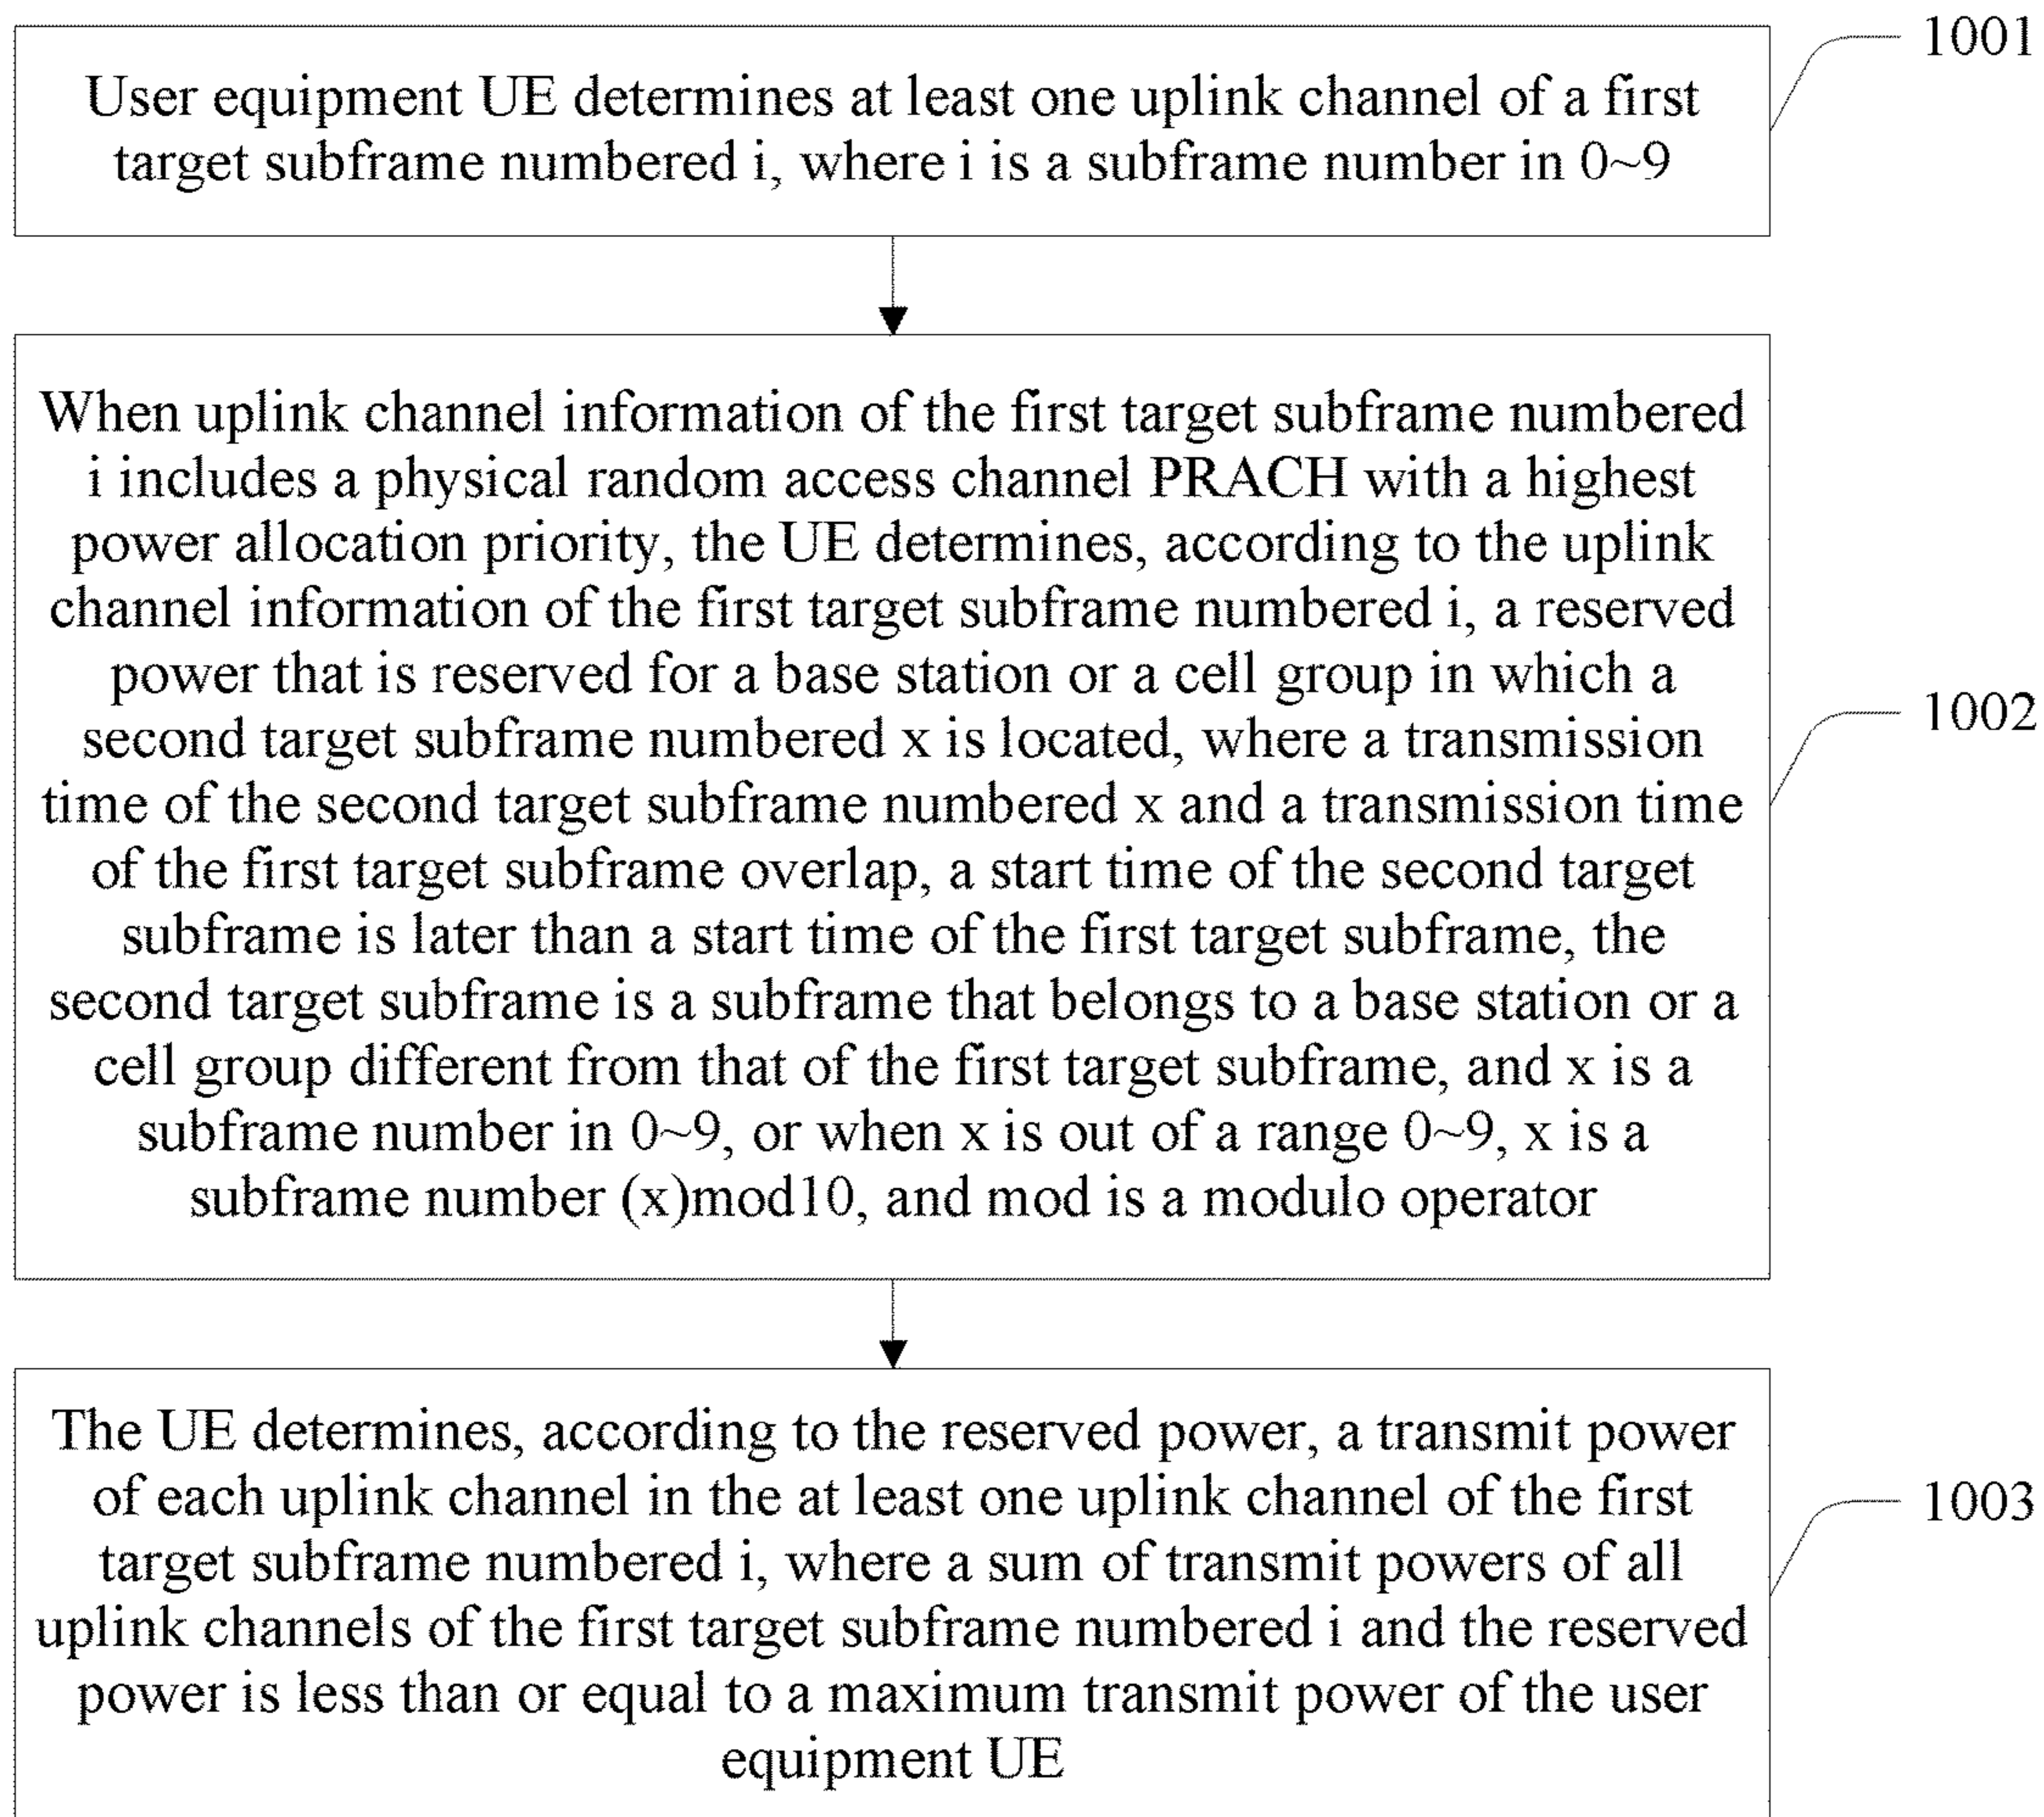 1001
User equipment UE determines at least one uplink channel of a first
target subframe numbered i, where i is a subframe number in 0~9
When uplink channel information of the first target subframe numbered
i includes a physical random access channel PRACH with a highest
power allocation priority, the UE determines, according to the uplink
channel information of the first target subframe numbered i, a reserved
power that is reserved for a base station or a cell group in which a
second target subframe numbered x is located, where a transmission
time of the second target subframe numbered x and a transmission time
of the first target subframe overlap, a start time of the second target
subframe is later than a start time of the first target subframe, the
second target subframe is a subframe that belongs to a base station or a
cell group different from that of the first target subframe, and x is a
subframe number in 0~9, or when x is out of a range 0~9, x is a
subframe number (x)mod10, and mod is a modulo operator
1002
The UE determines, according to the reserved power, a transmit power
of each uplink channel in the at least one uplink channel of the first
target subframe numbered i, where a sum of transmit powers of all
uplink channels of the first target subframe numbered i and the reserved
power is less than or equal to a maximum transmit power of the user
equipment UE
1003